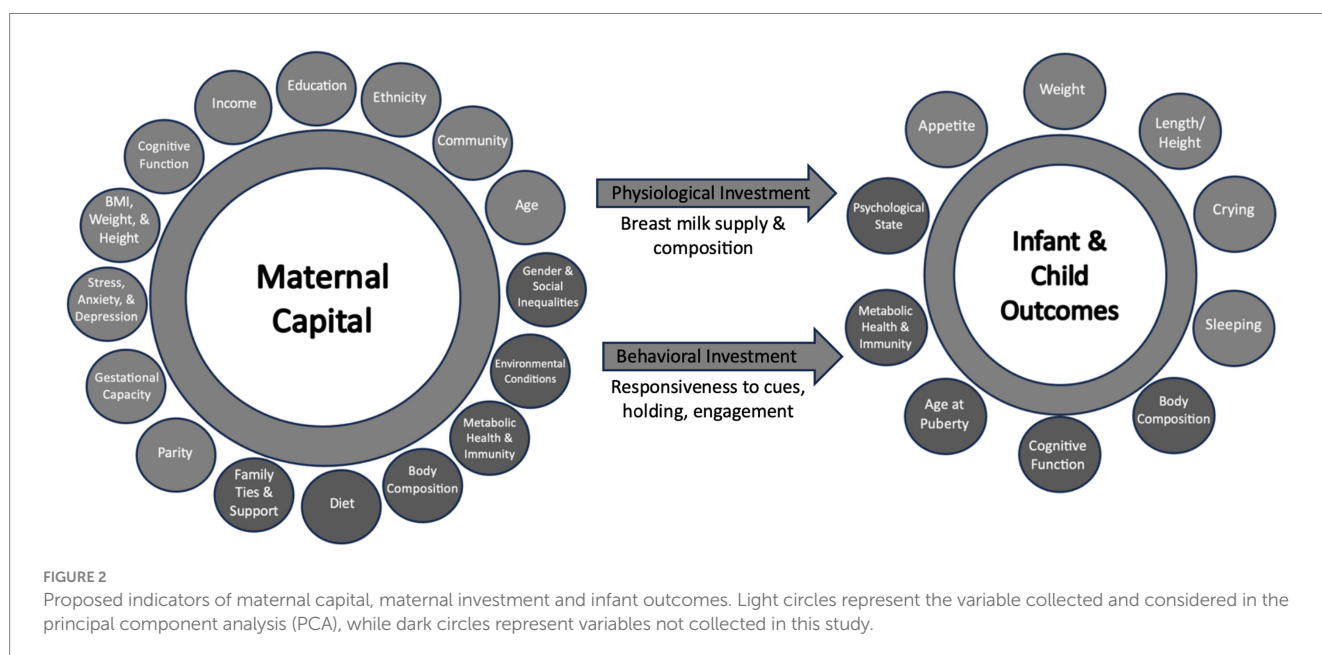 Education
Income
Ethnicity
Cognitive
Function
Community
BMI,
Weight, &
Height
Age
Stress,
Anxiety, &
Depression
Gender &
Social
Inequalities
Gestational
Capacity
Environmental
Conditions
Parity
Metabolic
Health &
Immunity
Family
Ties &
Support
Diet
Body
Composition
Maternal
Capital
Physiological Investment
Breast milk supply &
composition
Behavioral Investment
Responsiveness to cues,
holding, engagement
Weight
Appetite
Length/
Height
Psychological
State
Crying
Metabolic
Health &
Immunity
Sleeping
Age at
Puberty
Body
Composition
Cognitive
Function
Infant &
Child
Outcomes
FIGURE 2
Proposed indicators of maternal capital, maternal investment and infant outcomes. Light circles represent the variable collected and considered in the
principal component analysis (PCA), while dark circles represent variables not collected in this study.